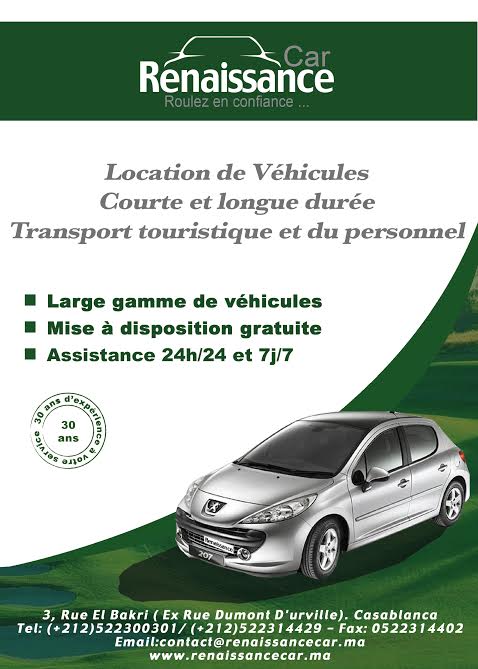 Renaissance Car
Roulez en confiance ...
Location de Véhicules
Courte et longue durée
Transport touristique et du personnel
Large gamme de véhicules
Mise à disposition gratuite
Assistance 24h/24 et 7j/7
30 ans d'expérience à votre service
30
ans
Renaissance
207
3, Rue El Bakri ( Ex Rue Dumont D'urville). Casablanca
Tel: (+212)522300301/ (+212)522314429 - Fax: 0522314402
Email:contact@renaissancecar.ma
www.renaissancecar.ma